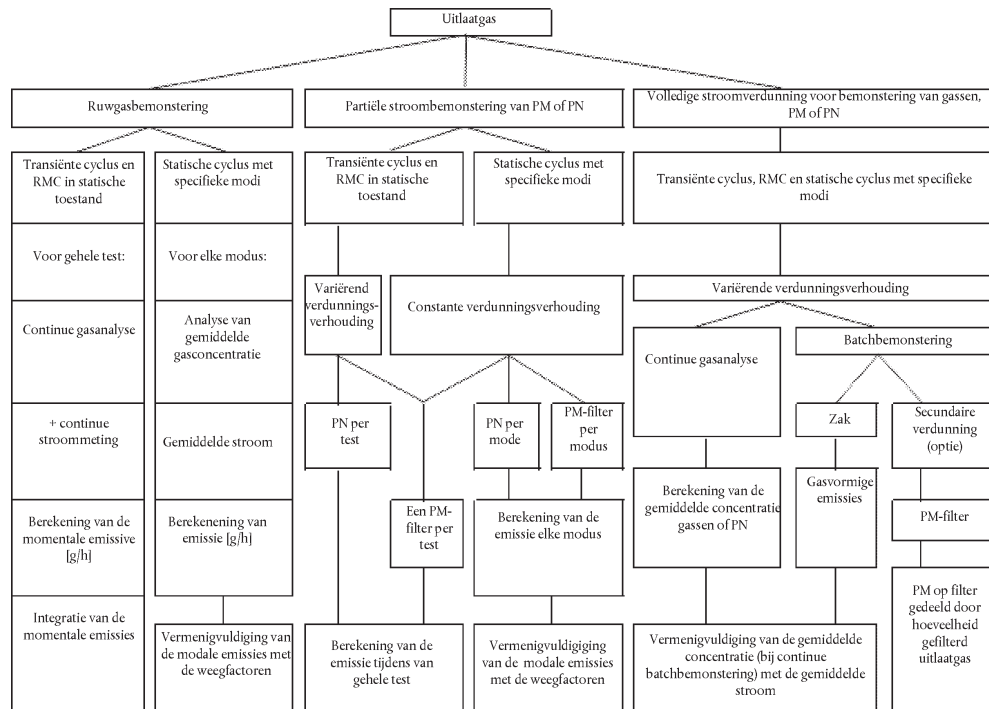 Uitlaatgas
Ruwgasbemonstering
Partiële stroombemonstering van PM of PN
Volledige stroomverdunning voor bemonstering van gassen,
PM of PN
Transiënte cyclus en
RMC in statische
toestand
Statische cyclus met
specifieke modi
Transiënte cyclus en
RMC in statische
toestand
Statische cyclus met
specifieke modi
Transiënte cyclus, RMC en statische cyclus met specifieke
modi
Voor gehele test:
Voor elke modus:
Variërend
verdunnings-
verhouding
Constante verdunningsverhouding
Variërende verdunningsverhouding
Continue gasanalyse
Analyse van
gemiddelde
gasconcentratie
Continue gasanalyse
Batchbemonstering
+ continue
stroommeting
Gemiddelde stroom
PN per
test
PN per
mode
PM-filter
per
modus
Zak
Secundaire
verdunning
(optie)
Berekening van de
momentale emissive
[g/h]
Berekenening van
emissie [g/h]
Een PM-
filter per
test
Berekening van de
emissie elke modus
Berekening van de
gemiddelde concentratie
gassen of PN
Gasvormige
emissies
PM-filter
Integratie van de
momentale emissies
Vermenigvuldiging van
de modale emissies met
de weegfactoren
Berekening van de
emissie tijdens van
gehele test
Vermenigvuldigiging
van de modale emissies
met de weegfactoren
Vermenigvuldiging van de gemiddelde
concentratie (bij continue
batchbemonstering) met de gemiddelde
stroom
PM op filter
gedeeld door
hoeveelheid
gefilterd
uitlaatgas